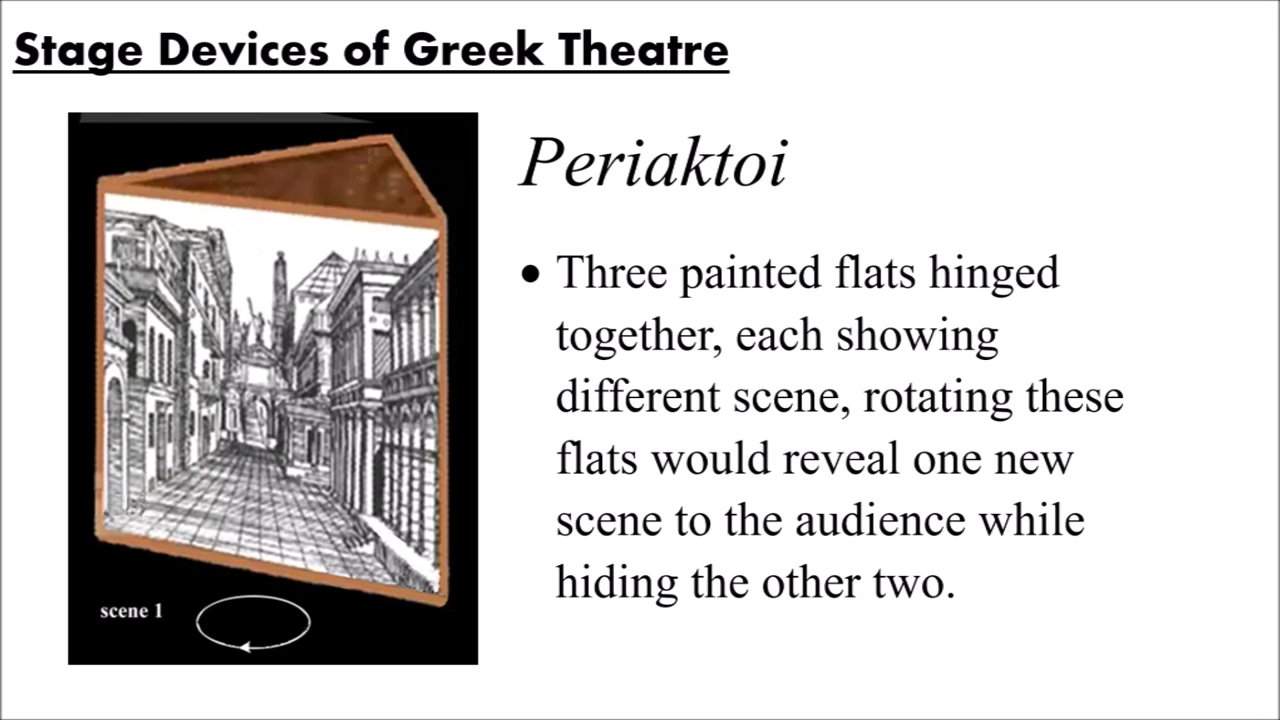 Stage Devices of Greek Theatre
Periaktoi
• Three painted flats hinged
together, each showing
different scene, rotating these
flats would reveal one new
scene to the audience while
hiding the other two.
scene 1